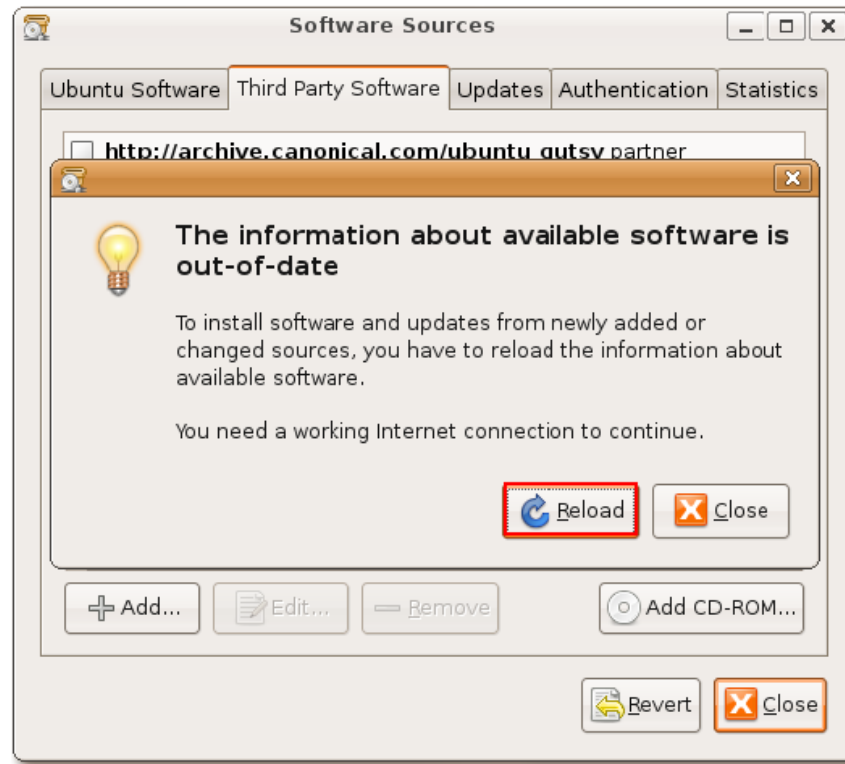 Software Sources
Ubuntu Software Third Party Software Updates Authentication Statistics
http://archive.canonical.com/ubuntu gutsy partner
The information about available software is
out-of-date
To install software and updates from newly added or
changed sources, you have to reload the information about
available software.
You need a working Internet connection to continue.
Reload Close
Add... Edit... Remove Add CD-ROM...
Revert Close